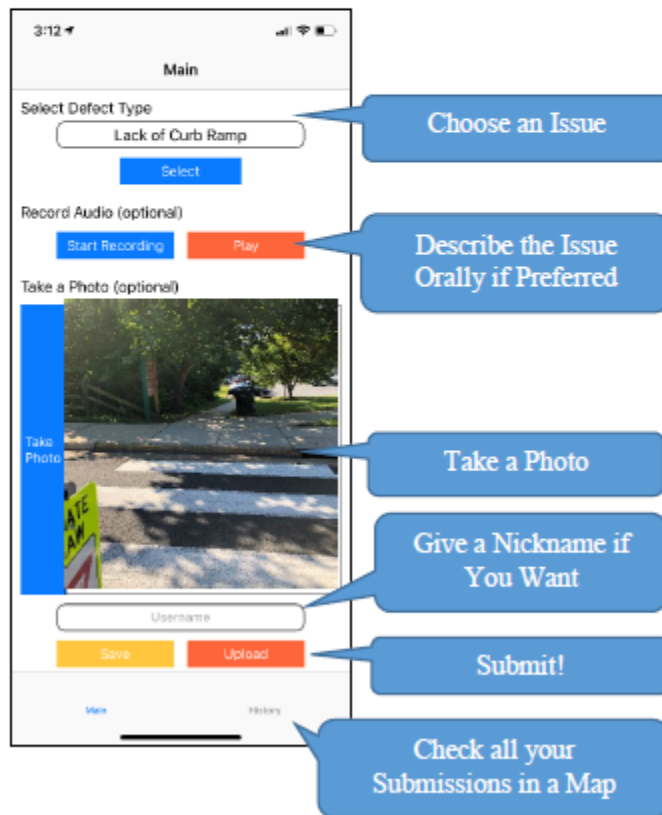 3:12
Main
Select Defect Type
Lack of Curb Ramp
Choose an Issue
Select
Record Audio (optional)
Start Recording
Play
Describe the Issue
Orally if Preferred
Take a Photo (optional)
Take
Photo
Take a Photo
ATE
AW
Give a Nickname if
You Want
Username
Save
Upload
Submit!
Main
History
Check all your
Submissions in a Map